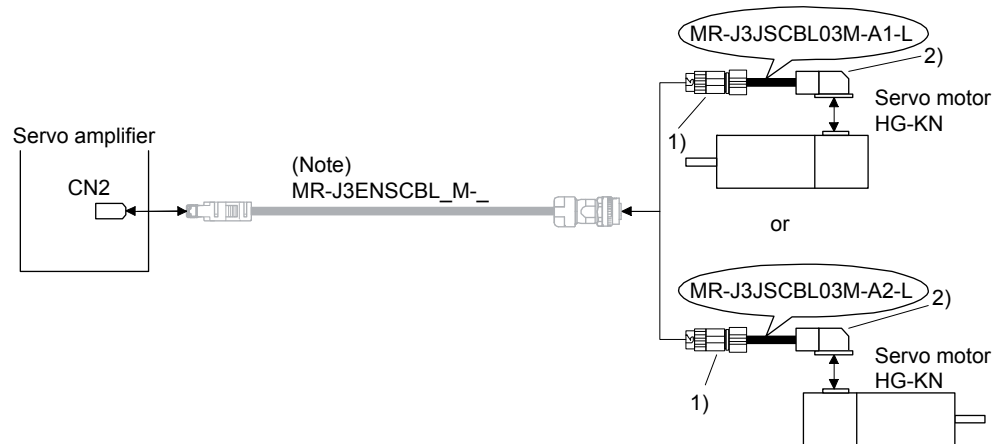 MR-J3JSCBL03M-A1-L
2)
Servo motor
HG-KN
1)
Servo amplifier
CN2
(Note)
MR-J3ENSCBL_M-_
or
MR-J3JSCBL03M-A2-L
2)
Servo motor
HG-KN
1)